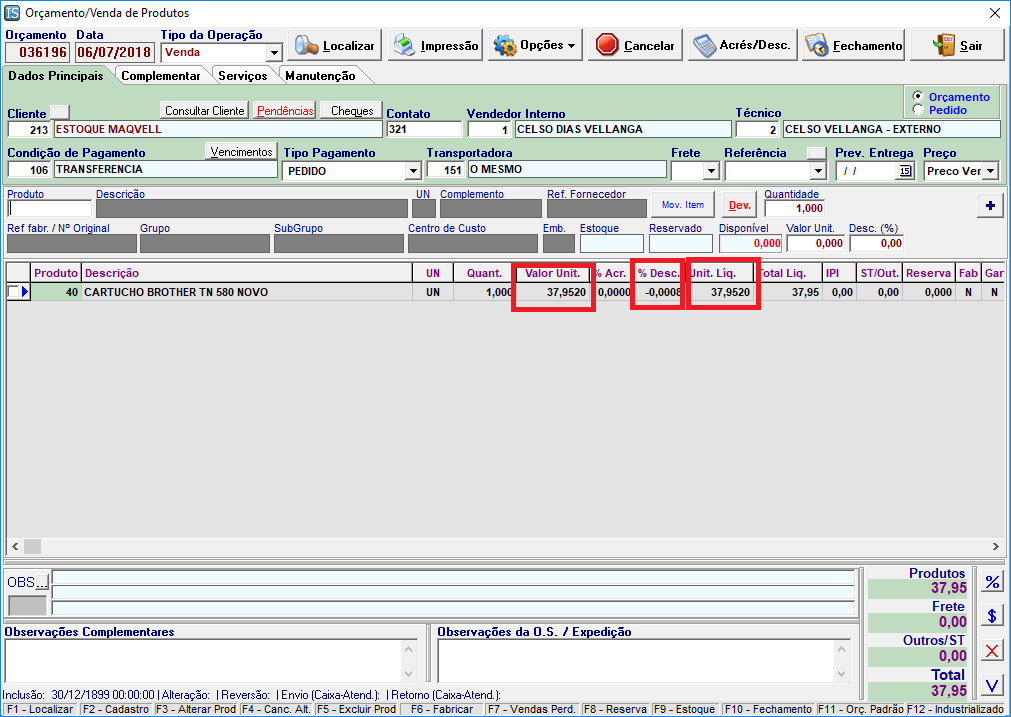 IS Orçamento/Venda de Produtos
Orçamento Data Tipo da Operação
036196 06/07/2018 Venda Localizar Impressão Opções Cancelar Acrés/Desc. Fechamento Sair
Dados Principais Complementar Serviços Manutenção
Orçamento
Pedido
Cliente Consultar Cliente Pendências Cheques Contato Vendedor Interno Técnico
213 ESTOQUE MAQVELL 321 1 CELSO DIAS VELLANGA 2 CELSO VELLANGA - EXTERNO
Condição de Pagamento Vencimentos Tipo Pagamento Transportadora Frete Referência Prev. Entrega Preço
106 TRANSFERENCIA PEDIDO 151 O MESMO / / 15 Preco Ver
Produto Descrição UN Complemento Ref. Fornecedor Mov. Item Dev. Quantidade
1,000 +
Ref fabr. / Nº Original Grupo SubGrupo Centro de Custo Emb. Estoque Reservado Disponível Valor Unit. Desc. (%)
0,000 0,000 0,00
Produto Descrição UN Quant. Valor Unit. % Acr. % Desc. Unit. Líq. Total Liq. IPI ST/Out. Reserva Fab Gar
40 CARTUCHO BROTHER TN 580 NOVO UN 1,000 37,9520 0,0000 -0,0008 37,9520 37,95 0,00 0,00 0,000 N N
OBS... Produtos %
37,95
Frete
0,00 $
Observações Complementares Observações da O.S. / Expedição Outros/ST
0,00 X
Total
37,95 V
Inclusão: 30/12/1899 00:00:00 | Alteração: | Reversão: | Envio (Caixa-Atend.): | Retorno (Caixa-Atend.):
F1 - Localizar F2 - Cadastro F3 - Alterar Prod F4 - Canc. Alt. F5 - Excluir Prod F6 - Fabricar F7 - Vendas Perd. F8 - Reserva F9 - Estoque F10 - Fechamento F11 - Orç. Padrão F12 - Industrializado